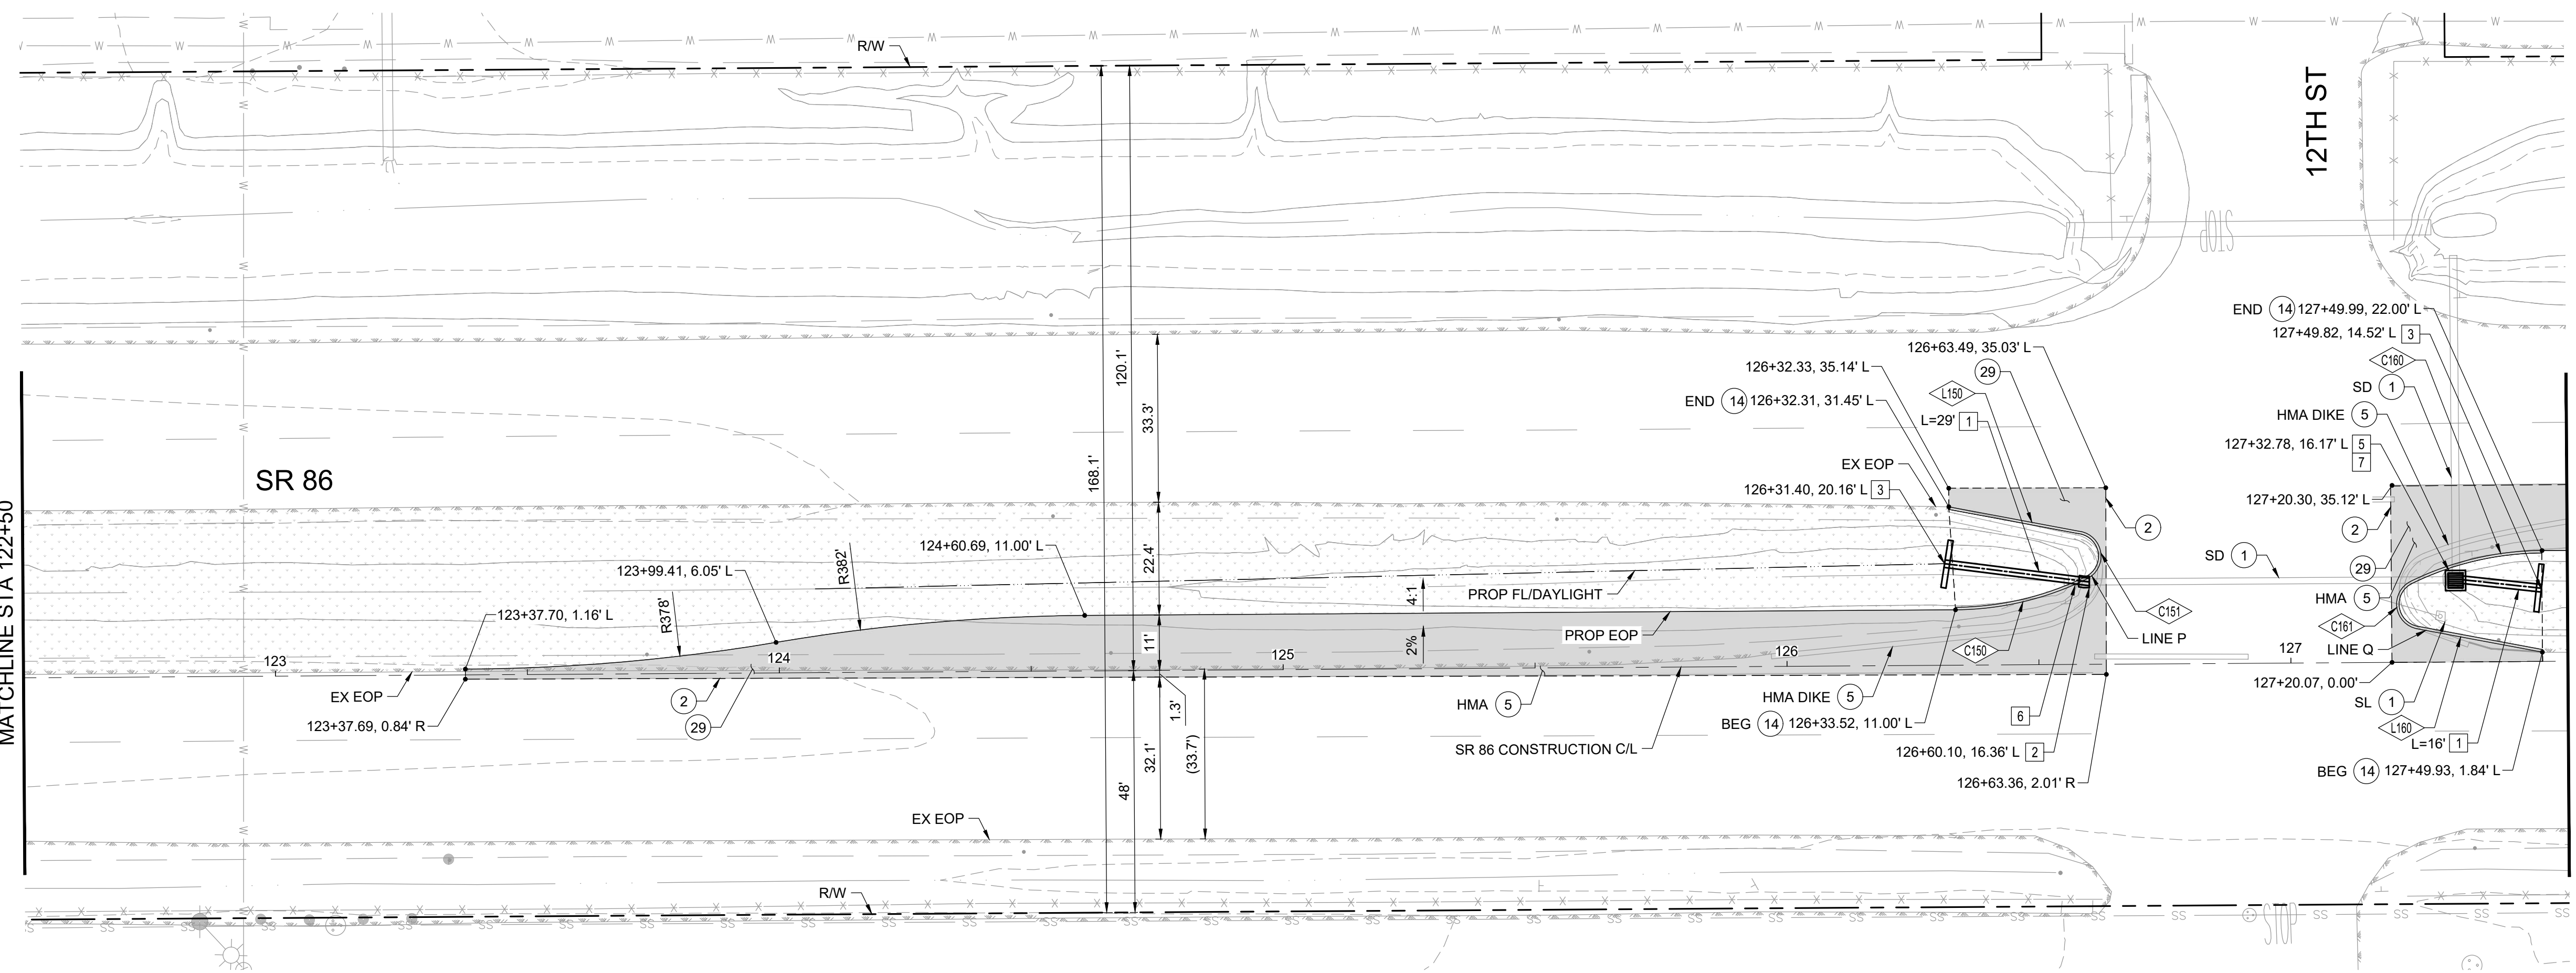 R/W
12TH ST
STOP
END 14 127+49.99, 22.00' L
127+49.82, 14.52' L 3
C160
SD 1
HMA DIKE 5
127+32.78, 16.17' L 5
7
127+20.30, 35.12' L
2
29
HMA 5
C161
LINE Q
127+20.07, 0.00'
SL 1
L160
L=16' 1
BEG 14 127+49.93, 1.84' L
126+63.49, 35.03' L
126+32.33, 35.14' L
29
L150
END 14 126+32.31, 31.45' L
L=29' 1
EX EOP
126+31.40, 20.16' L 3
2
SD 1
C151
LINE P
120.1'
33.3'
168.1'
22.4'
11'
SR 86
MATCHLINE STA 122+50
124+60.69, 11.00' L
R382'
123+99.41, 6.05' L
R378'
123+37.70, 1.16' L
PROP FL/DAYLIGHT
4:1
PROP EOP
2%
C150
123
124
125
126
127
EX EOP
2
29
123+37.69, 0.84' R
1.3'
32.1'
(33.7')
48'
HMA 5
HMA DIKE 5
BEG 14 126+33.52, 11.00' L
SR 86 CONSTRUCTION C/L
6
126+60.10, 16.36' L 2
126+63.36, 2.01' R
EX EOP
R/W
STOP